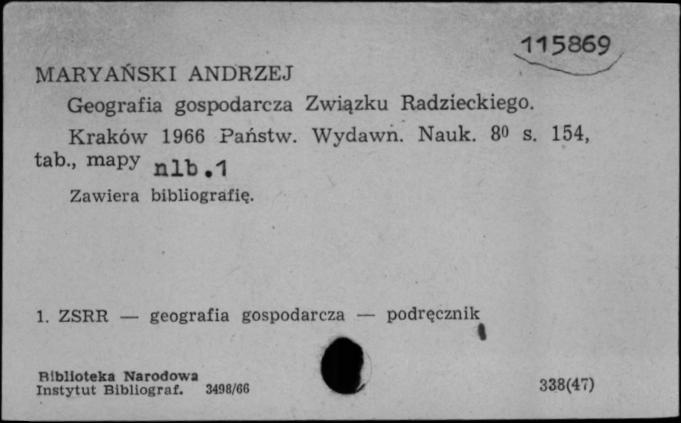 115869
MARYAŃSKI ANDRZEJ
Geografia gospodarcza Związku Radzieckiego.
Kraków 1966 Państw. Wydawn. Nauk. 8⁰ s. 154,
tab., mapy nlb.1
Zawiera bibliografię.
1. ZSRR — geografia gospodarcza — podręcznik
Biblioteka Narodowa
Instytut Bibliograf. 3498/66
338(47)